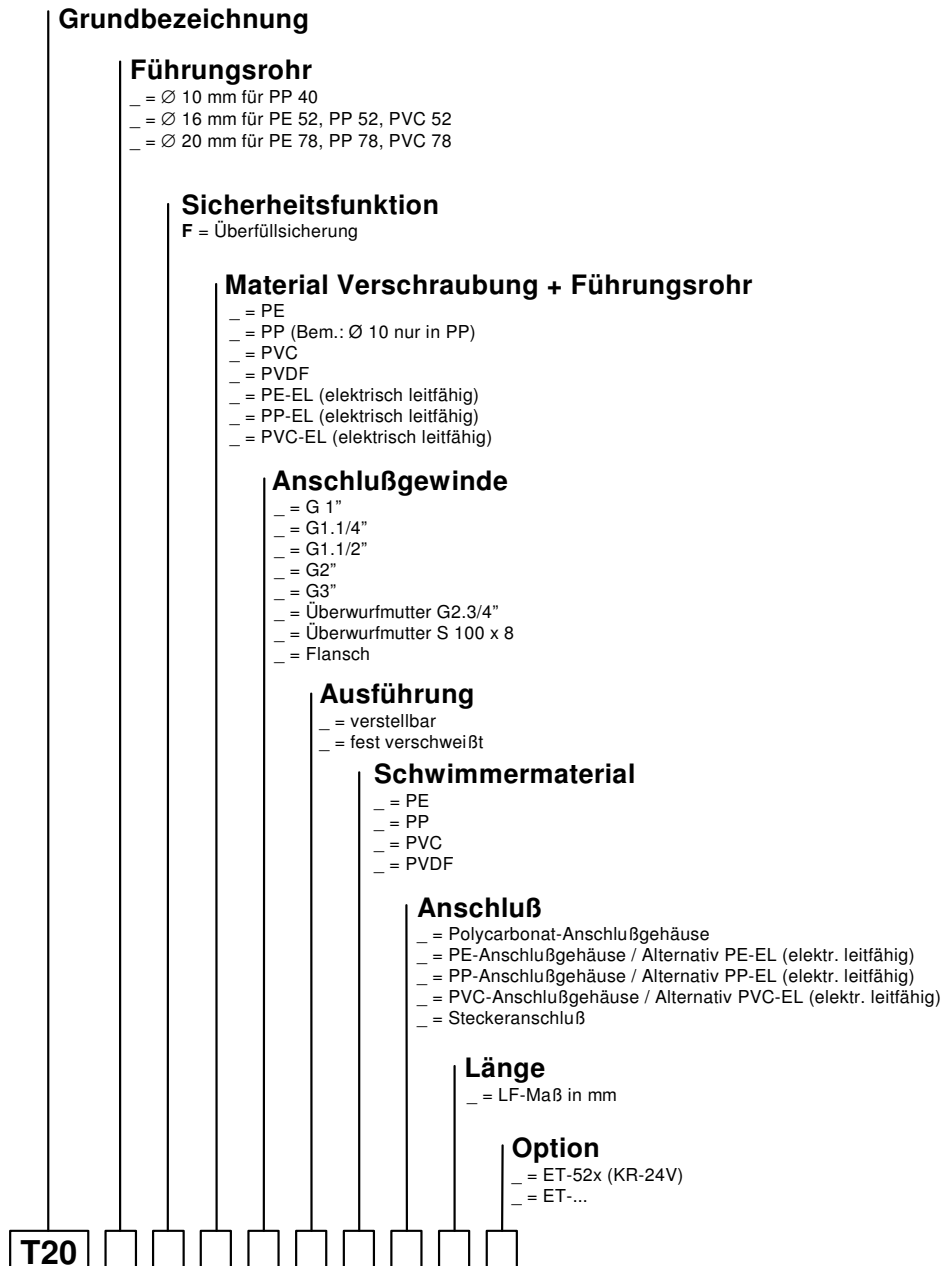 Grundbezeichnung
Führungsrohr
_ = ∅ 10 mm für PP 40
_ = ∅ 16 mm für PE 52, PP 52, PVC 52
_ = ∅ 20 mm für PE 78, PP 78, PVC 78
Sicherheitsfunktion
F = Überfüllsicherung
Material Verschraubung + Führungsrohr
_ = PE
_ = PP (Bem.: Ø 10 nur in PP)
_ = PVC
_ = PVDF
_ = PE-EL (elektrisch leitfähig)
_ = PP-EL (elektrisch leitfähig)
_ = PVC-EL (elektrisch leitfähig)
Anschlußgewinde
_ = G 1”
_ = G1.1/4”
_ = G1.1/2”
_ = G2”
_ = G3”
_ = Überwurfmutter G2.3/4”
_ = Überwurfmutter S 100 x 8
_ = Flansch
Ausführung
_ = verstellbar
_ = fest verschweißt
Schwimmermaterial
_ = PE
_ = PP
_ = PVC
_ = PVDF
Anschluß
_ = Polycarbonat-Anschlußgehäuse
_ = PE-Anschlußgehäuse / Alternativ PE-EL (elektr. leitfähig)
_ = PP-Anschlußgehäuse / Alternativ PP-EL (elektr. leitfähig)
_ = PVC-Anschlußgehäuse / Alternativ PVC-EL (elektr. leitfähig)
_ = Steckeranschluß
Länge
_ = LF-Maß in mm
Option
_ = ET-52x (KR-24V)
_ = ET-...
T20